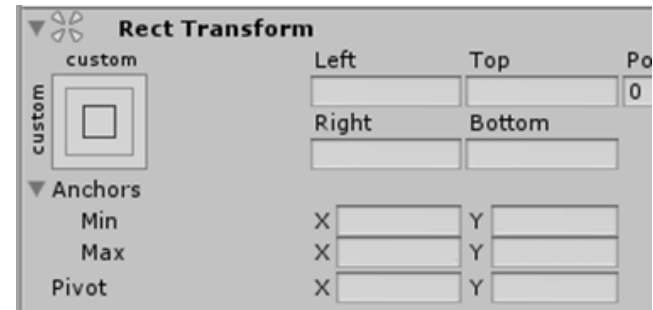 Rect Transform
custom
Left Top Po
custom
0
Right Bottom
Anchors
Min X Y
Max X Y
Pivot X Y